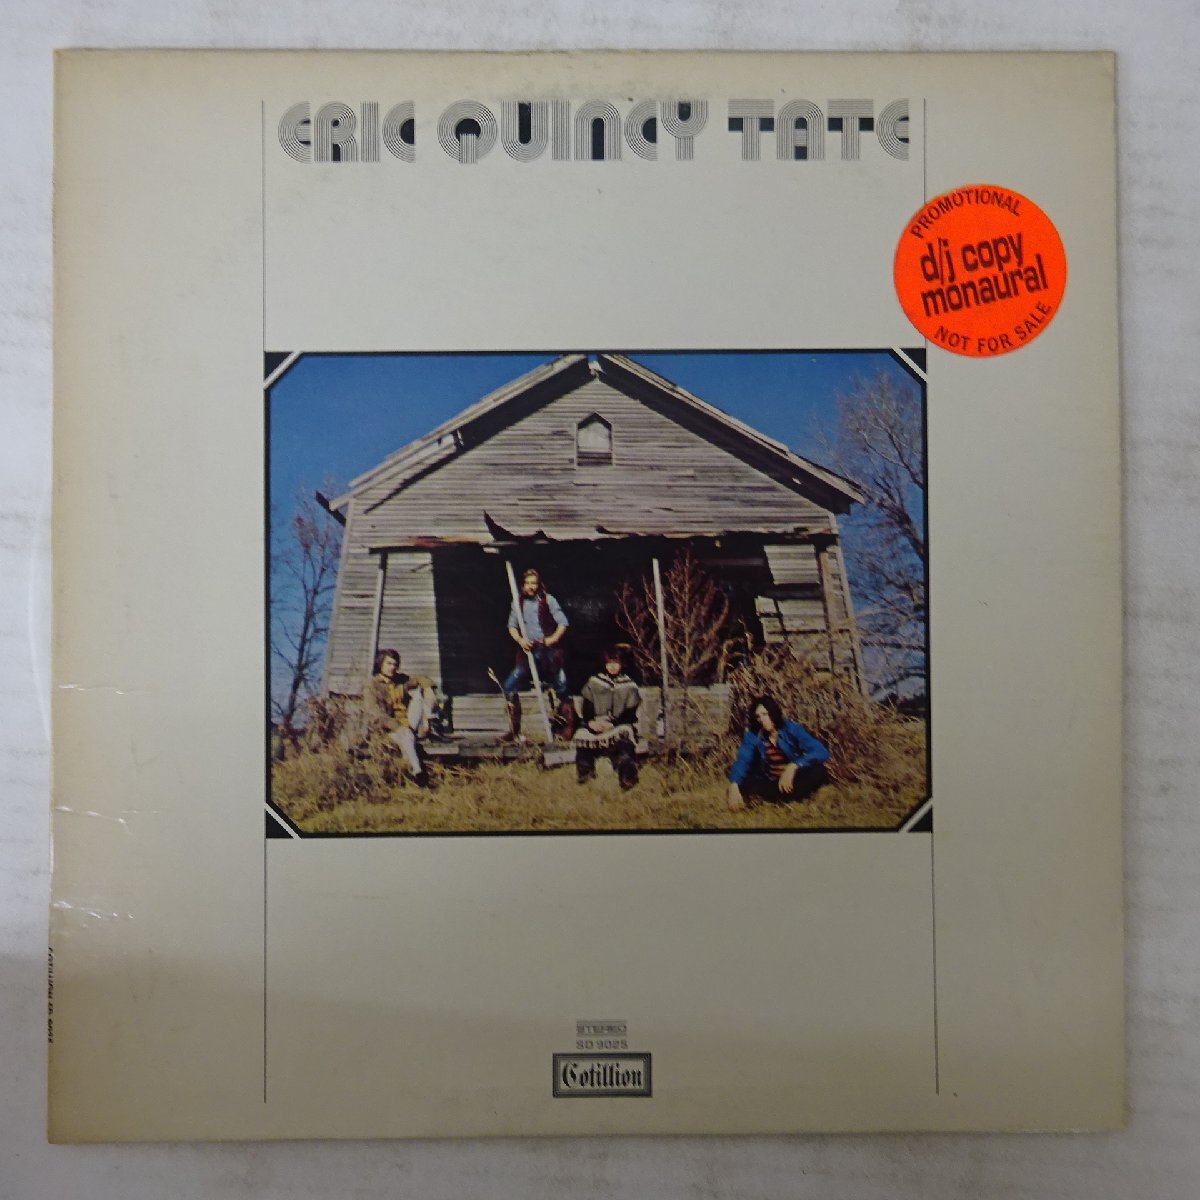 ERIC QUINCY TATE
PROMOTIONAL
d/j copy
monaural
NOT FOR SALE
STEREO
SD 9025
Cotillion